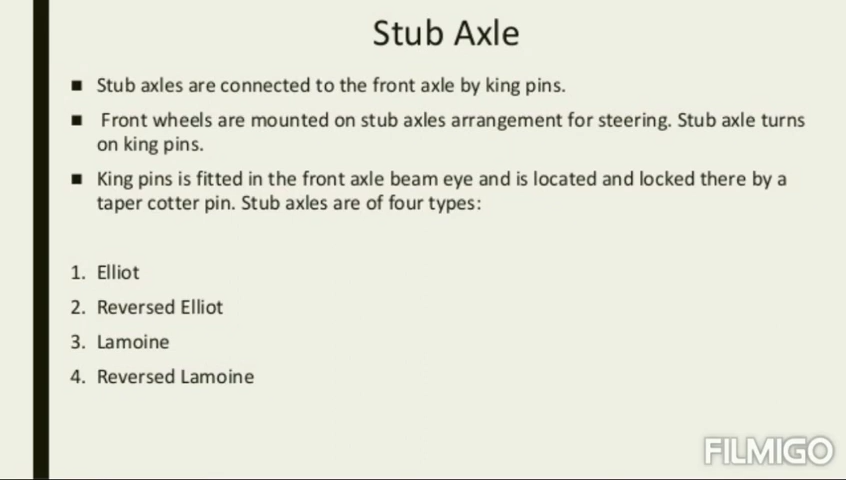 Stub Axle
■ Stub axles are connected to the front axle by king pins.
■ Front wheels are mounted on stub axles arrangement for steering. Stub axle turns
on king pins.
■ King pins is fitted in the front axle beam eye and is located and locked there by a
taper cotter pin. Stub axles are of four types:
1. Elliot
2. Reversed Elliot
3. Lamoine
4. Reversed Lamoine
FILMIGO